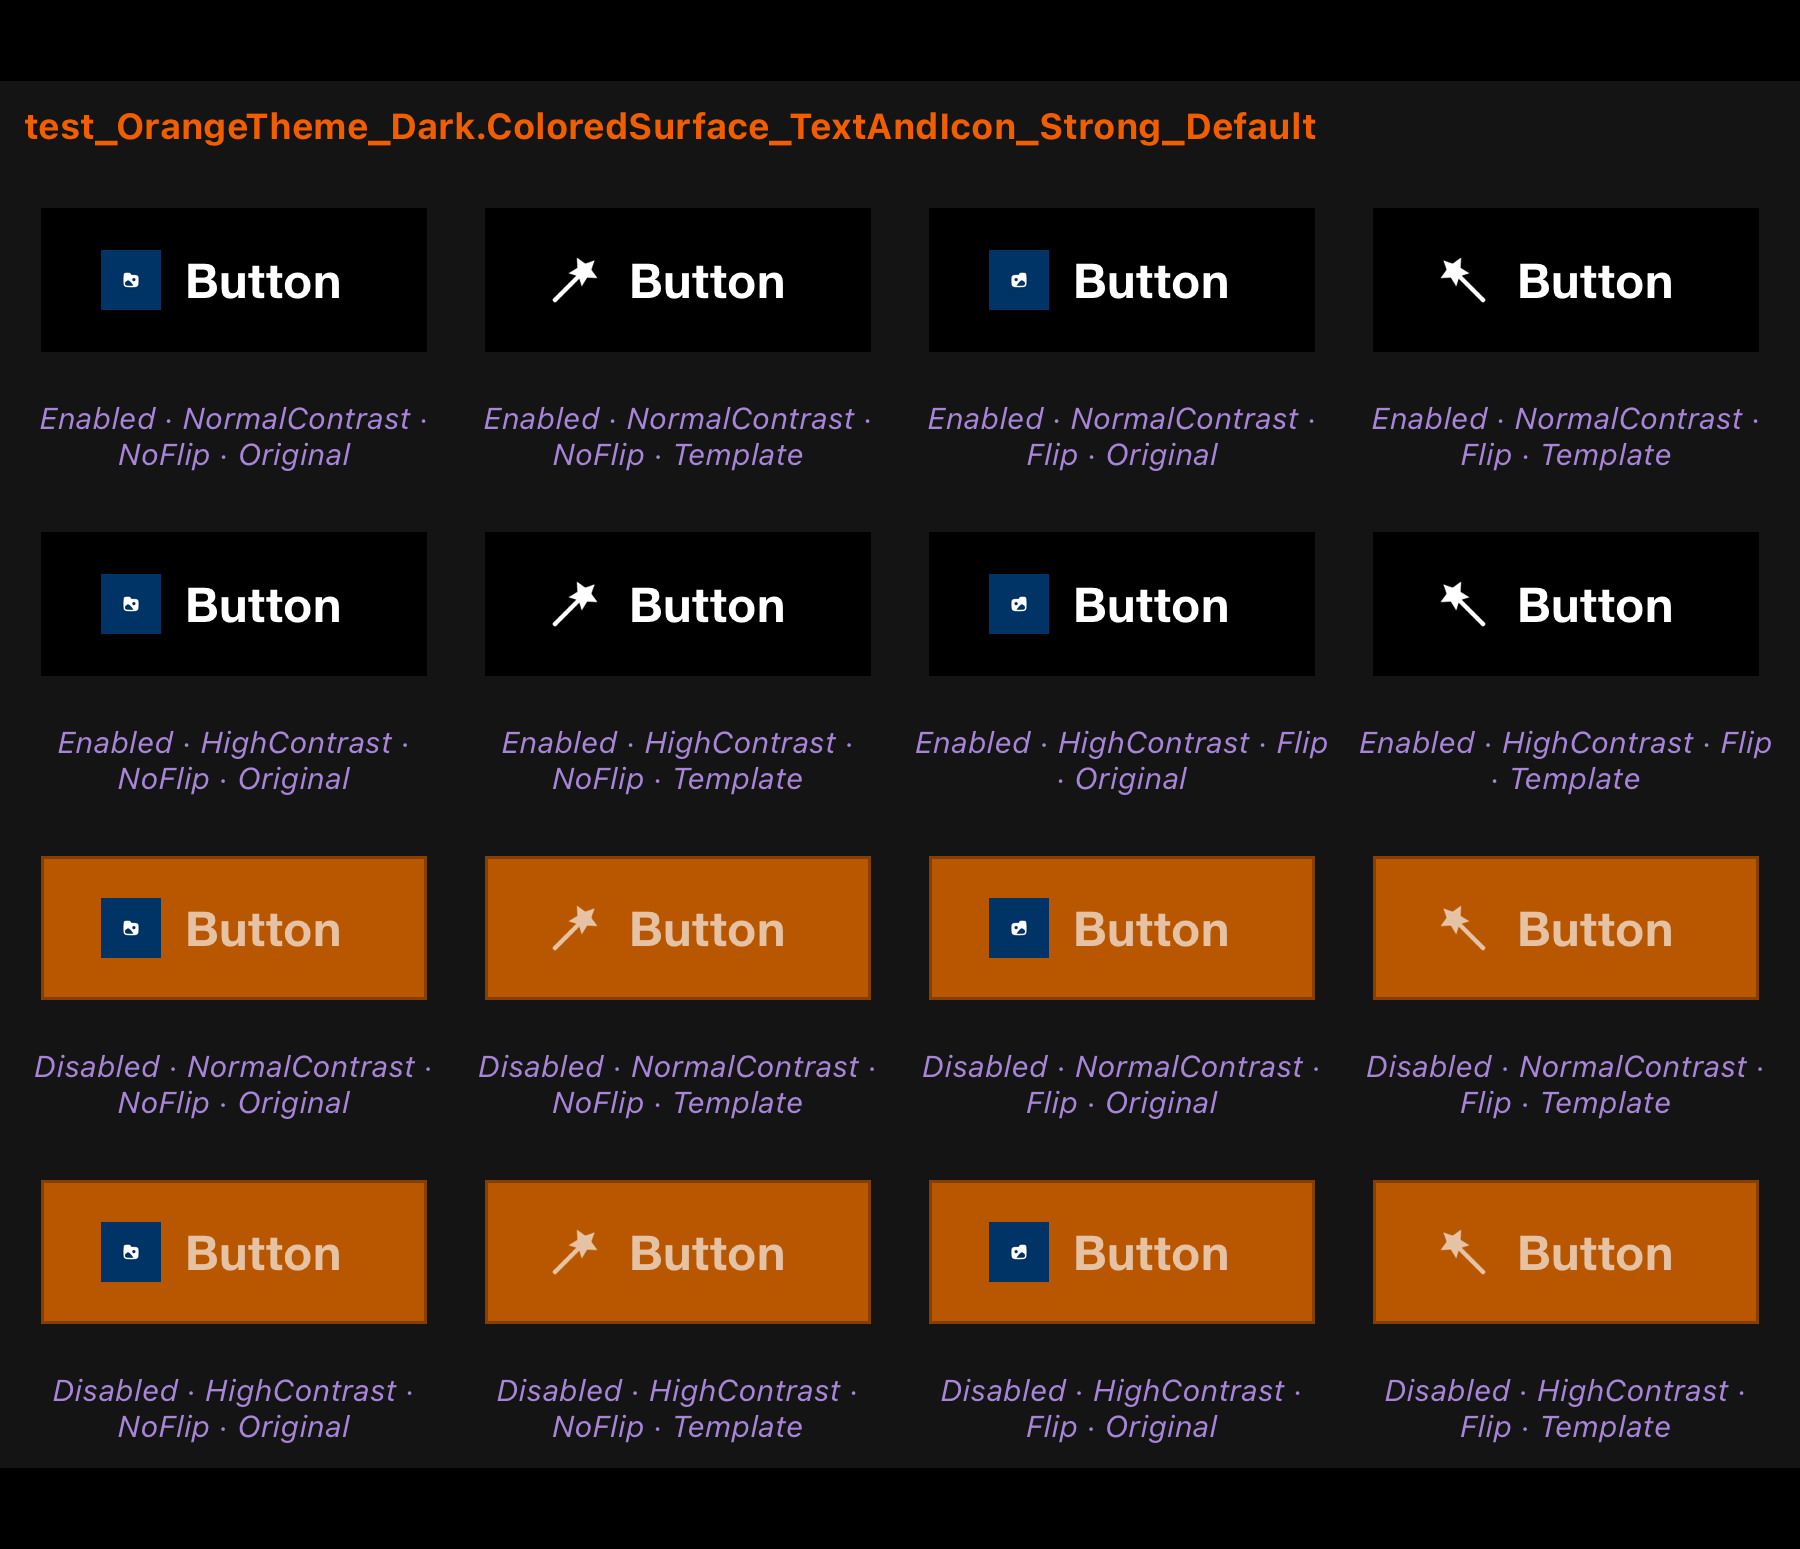 test_OrangeTheme_Dark.ColoredSurface_TextAndIcon_Strong_Default
Button Button Button Button
Enabled · NormalContrast · Enabled · NormalContrast · Enabled · NormalContrast · Enabled · NormalContrast ·
NoFlip · Original NoFlip · Template Flip · Original Flip · Template
Button Button Button Button
Enabled · HighContrast · Enabled · HighContrast · Enabled · HighContrast · Flip Enabled · HighContrast · Flip
NoFlip · Original NoFlip · Template · Original · Template
Button Button Button Button
Disabled · NormalContrast · Disabled · NormalContrast · Disabled · NormalContrast · Disabled · NormalContrast ·
NoFlip · Original NoFlip · Template Flip · Original Flip · Template
Button Button Button Button
Disabled · HighContrast · Disabled · HighContrast · Disabled · HighContrast · Disabled · HighContrast ·
NoFlip · Original NoFlip · Template Flip · Original Flip · Template